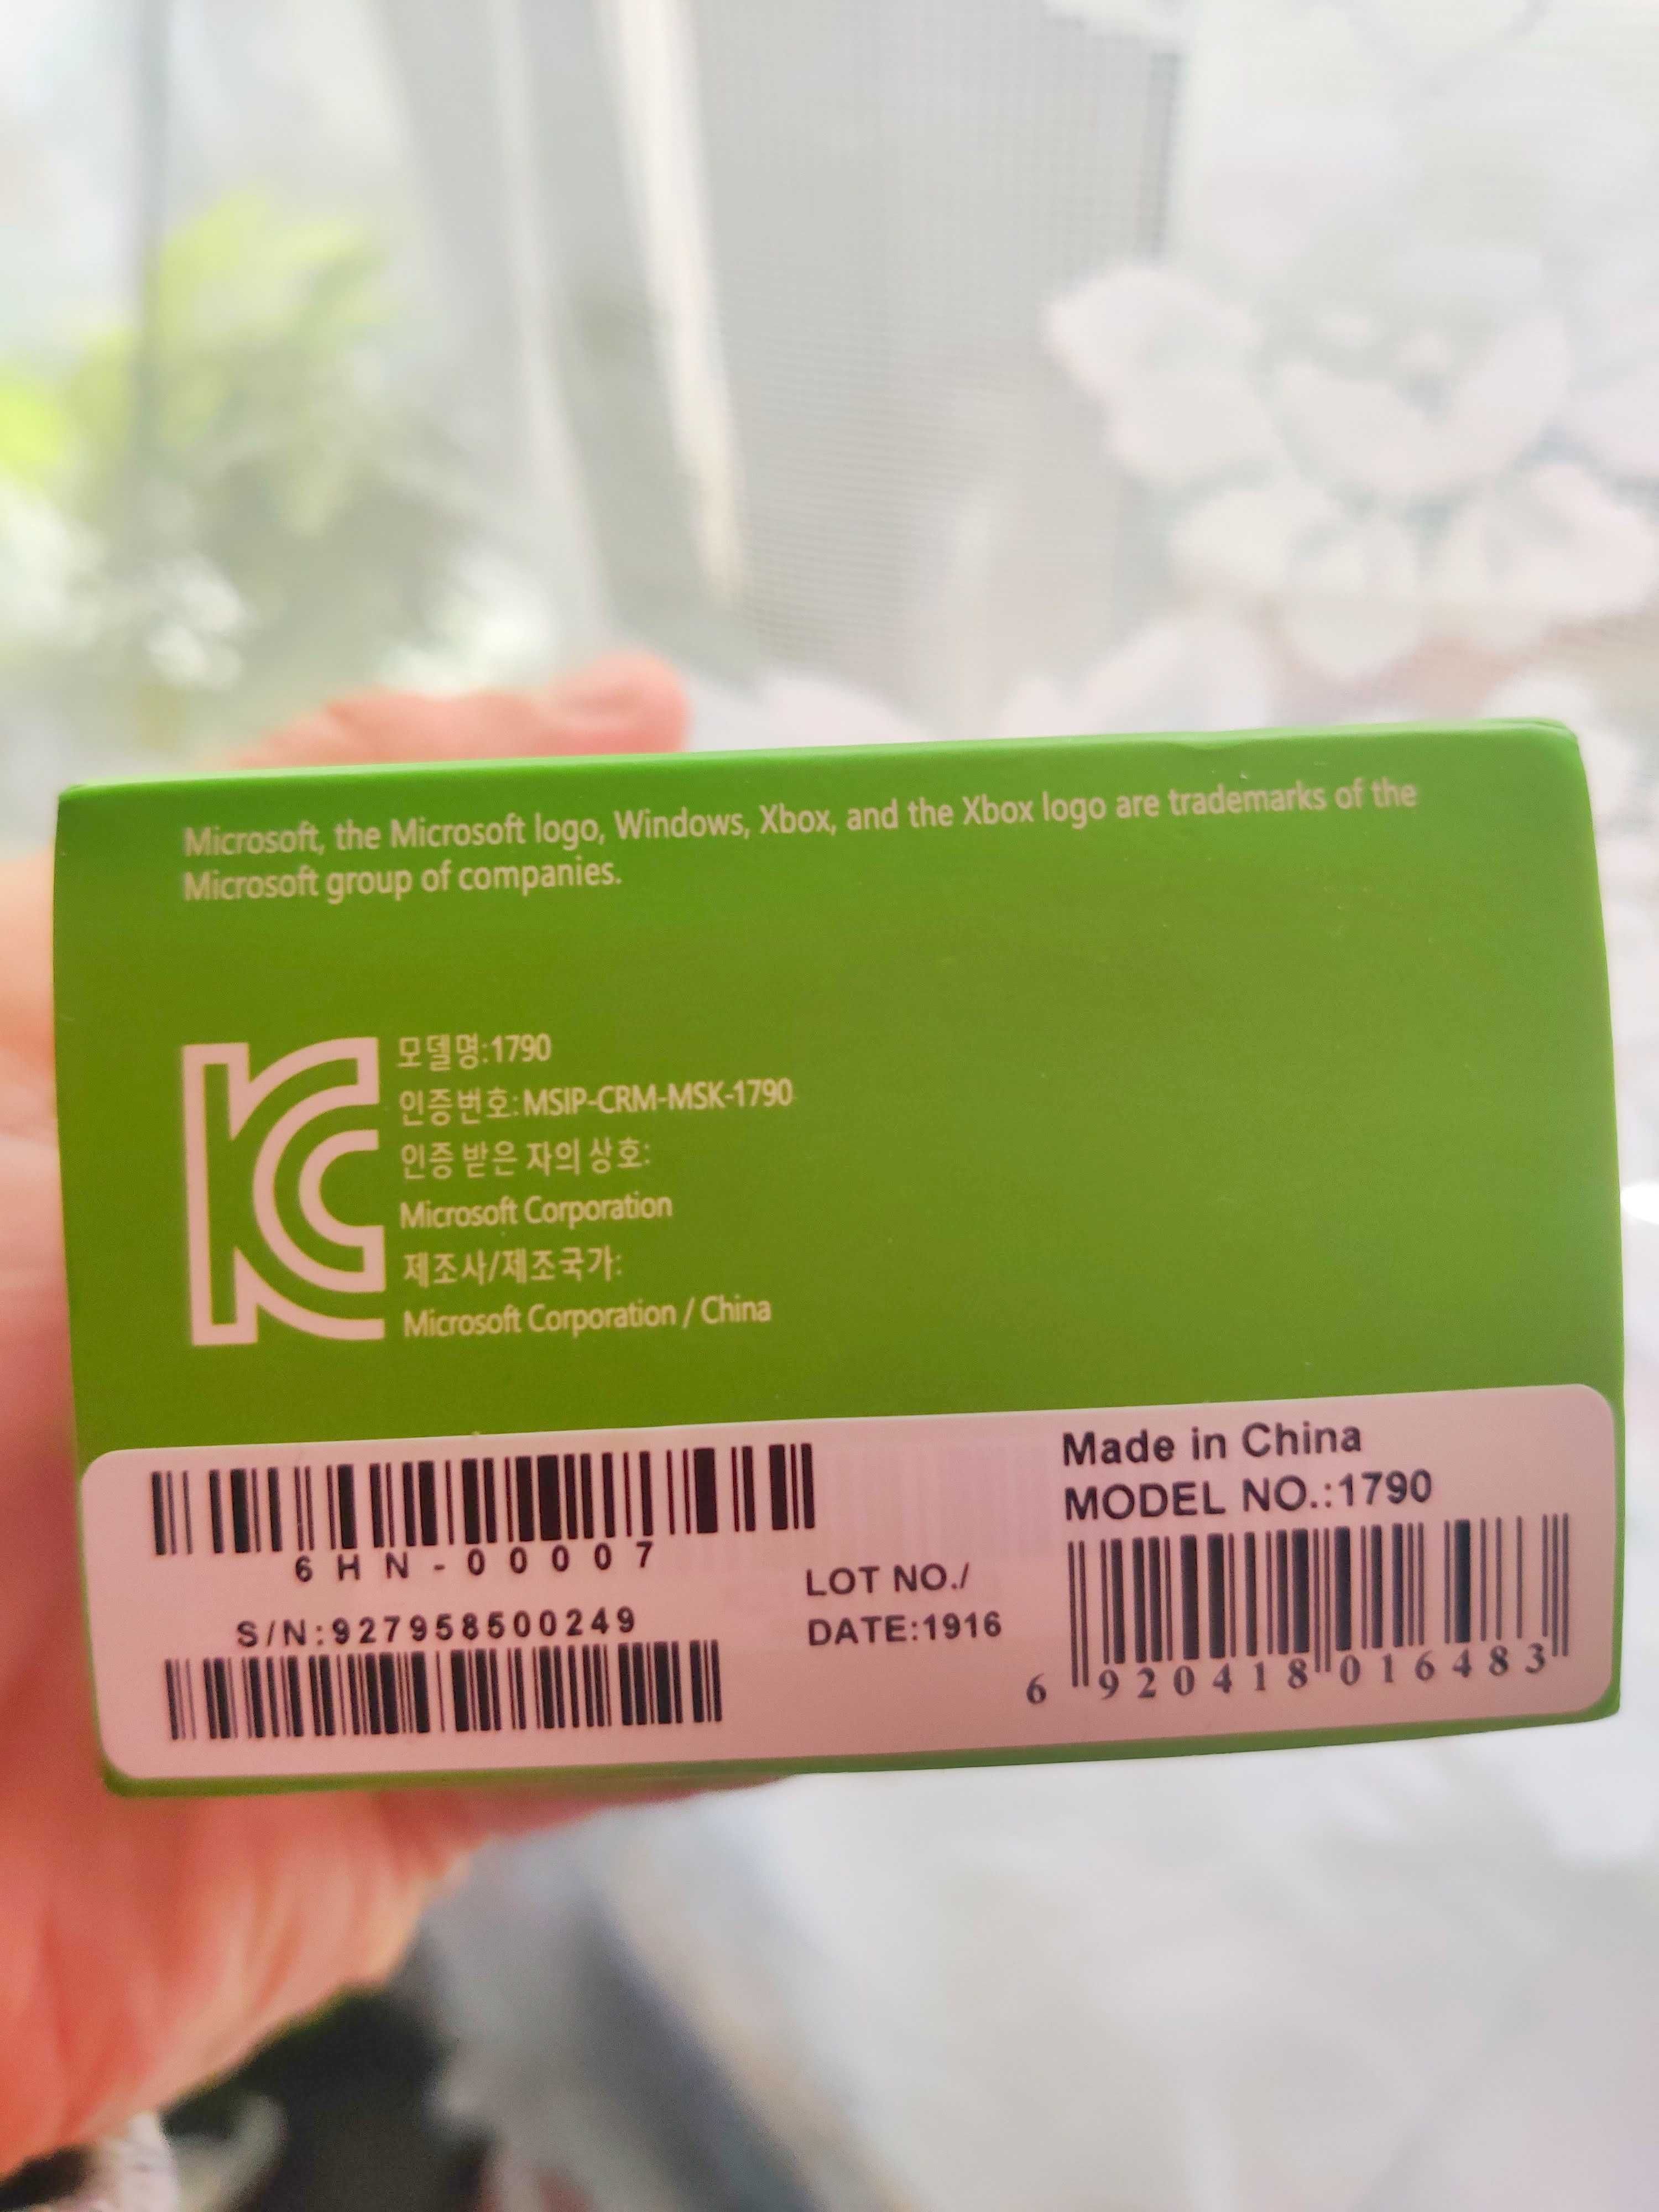 Microsoft, the Microsoft logo, Windows, Xbox, and the Xbox logo are trademarks of the
Microsoft group of companies.
모델명:1790
인증번호:MSIP-CRM-MSK-1790
인증 받은 자의 상호:
Microsoft Corporation
제조사/제조국가:
Microsoft Corporation / China
6HN-00007
S/N:927958500249
LOT NO./
DATE:1916
Made in China
MODEL NO.:1790
6 920418 016483